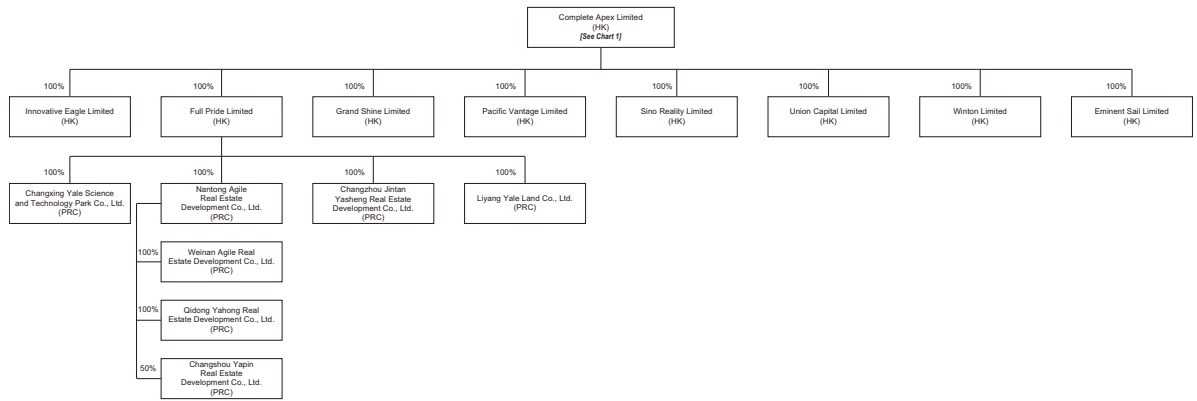 Complete Apex Limited
(HK)
[See Chart 1]
100%
100%
100%
100%
100%
100%
100%
100%
Innovative Eagle Limited
(HK)
Full Pride Limited
(HK)
Grand Shine Limited
(HK)
Pacific Vantage Limited
(HK)
Sino Reality Limited
(HK)
Union Capital Limited
(HK)
Winton Limited
(HK)
Eminent Sail Limited
(HK)
100%
100%
100%
100%
Changxing Yale Science
and Technology Park Co., Ltd.
(PRC)
Nantong Agile
Real Estate
Development Co., Ltd.
(PRC)
Changzhou Jintan
Yasheng Real Estate
Development Co., Ltd.
(PRC)
Liyang Yale Land Co., Ltd.
(PRC)
100%
Weinan Agile Real
Estate Development Co., Ltd.
(PRC)
100%
Qidong Yahong Real
Estate Development Co., Ltd.
(PRC)
50%
Changshou Yapin
Real Estate
Development Co., Ltd.
(PRC)